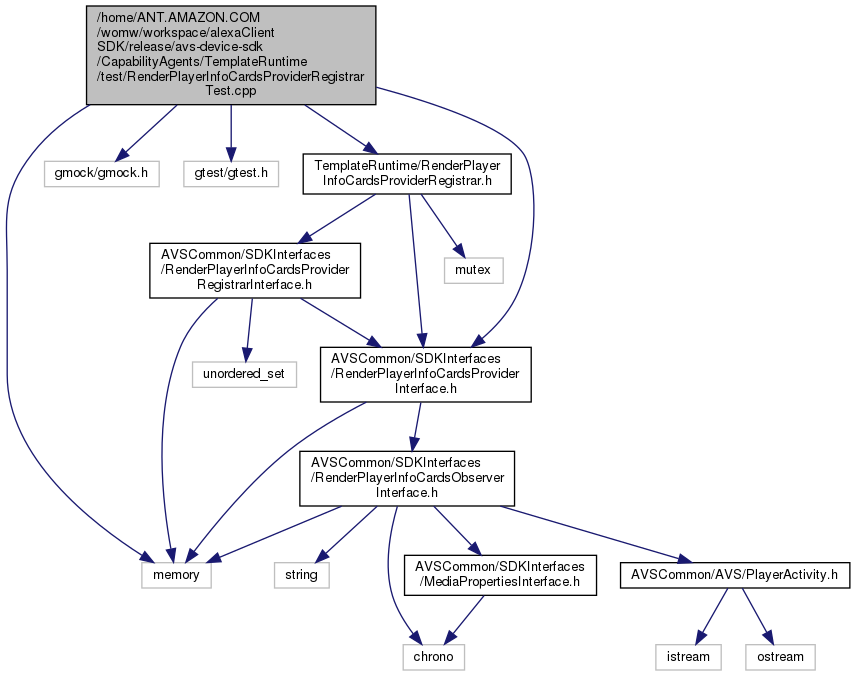 /home/ANT.AMAZON.COM
/womw/workspace/alexaClient
SDK/release/avs-device-sdk
/CapabilityAgents/TemplateRuntime
/test/RenderPlayerInfoCardsProviderRegistrar
Test.cpp
gmock/gmock.h
gtest/gtest.h
TemplateRuntime/RenderPlayer
InfoCardsProviderRegistrar.h
AVSCommon/SDKInterfaces
/RenderPlayerInfoCardsProvider
RegistrarInterface.h
mutex
unordered_set
AVSCommon/SDKInterfaces
/RenderPlayerInfoCardsProvider
Interface.h
AVSCommon/SDKInterfaces
/RenderPlayerInfoCardsObserver
Interface.h
memory
string
AVSCommon/SDKInterfaces
/MediaPropertiesInterface.h
AVSCommon/AVS/PlayerActivity.h
chrono
istream
ostream